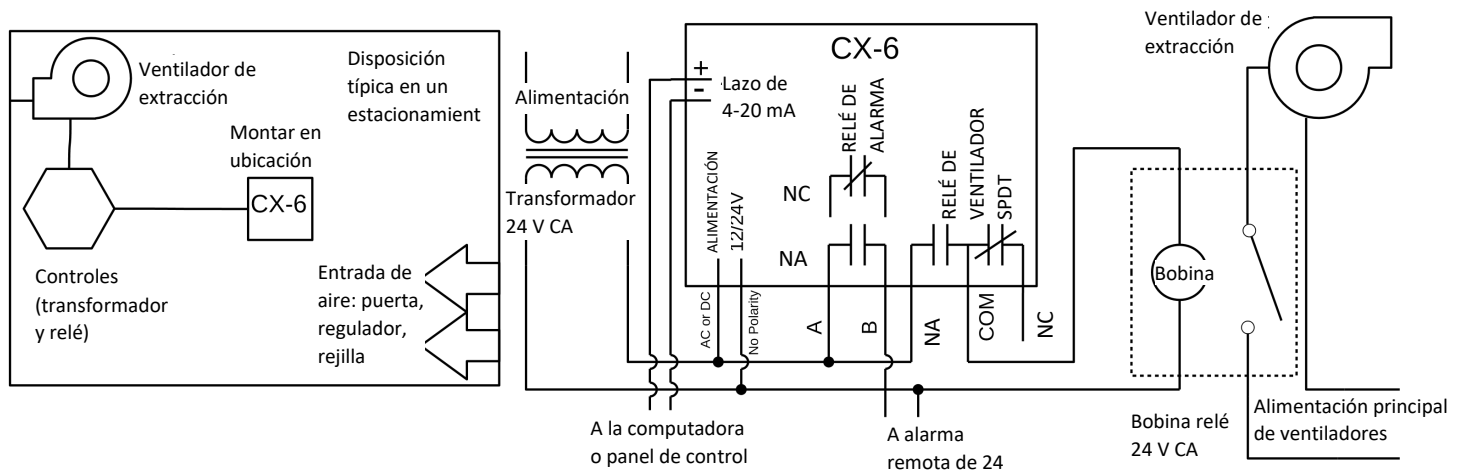 Ventilador de
extracción
Disposición
típica en un
estacionamient
Montar en
ubicación
CX-6
Controles
(transformador
y relé)
Entrada de
aire: puerta,
regulador,
rejilla
Alimentación
Transformador
24 V CA
CX-6
+
-
Lazo de
4-20 mA
ALIMENTACIÓN
12/24V
RELÉ DE
ALARMA
NC
NA
RELÉ DE
VENTILADOR
SPDT
AC or DC
No Polarity
A
B
NA
COM
NC
A la computadora
o panel de control
A alarma
remota de 24
Ventilador de
extracción
Bobina
Bobina relé
24 V CA
Alimentación principal
de ventiladores